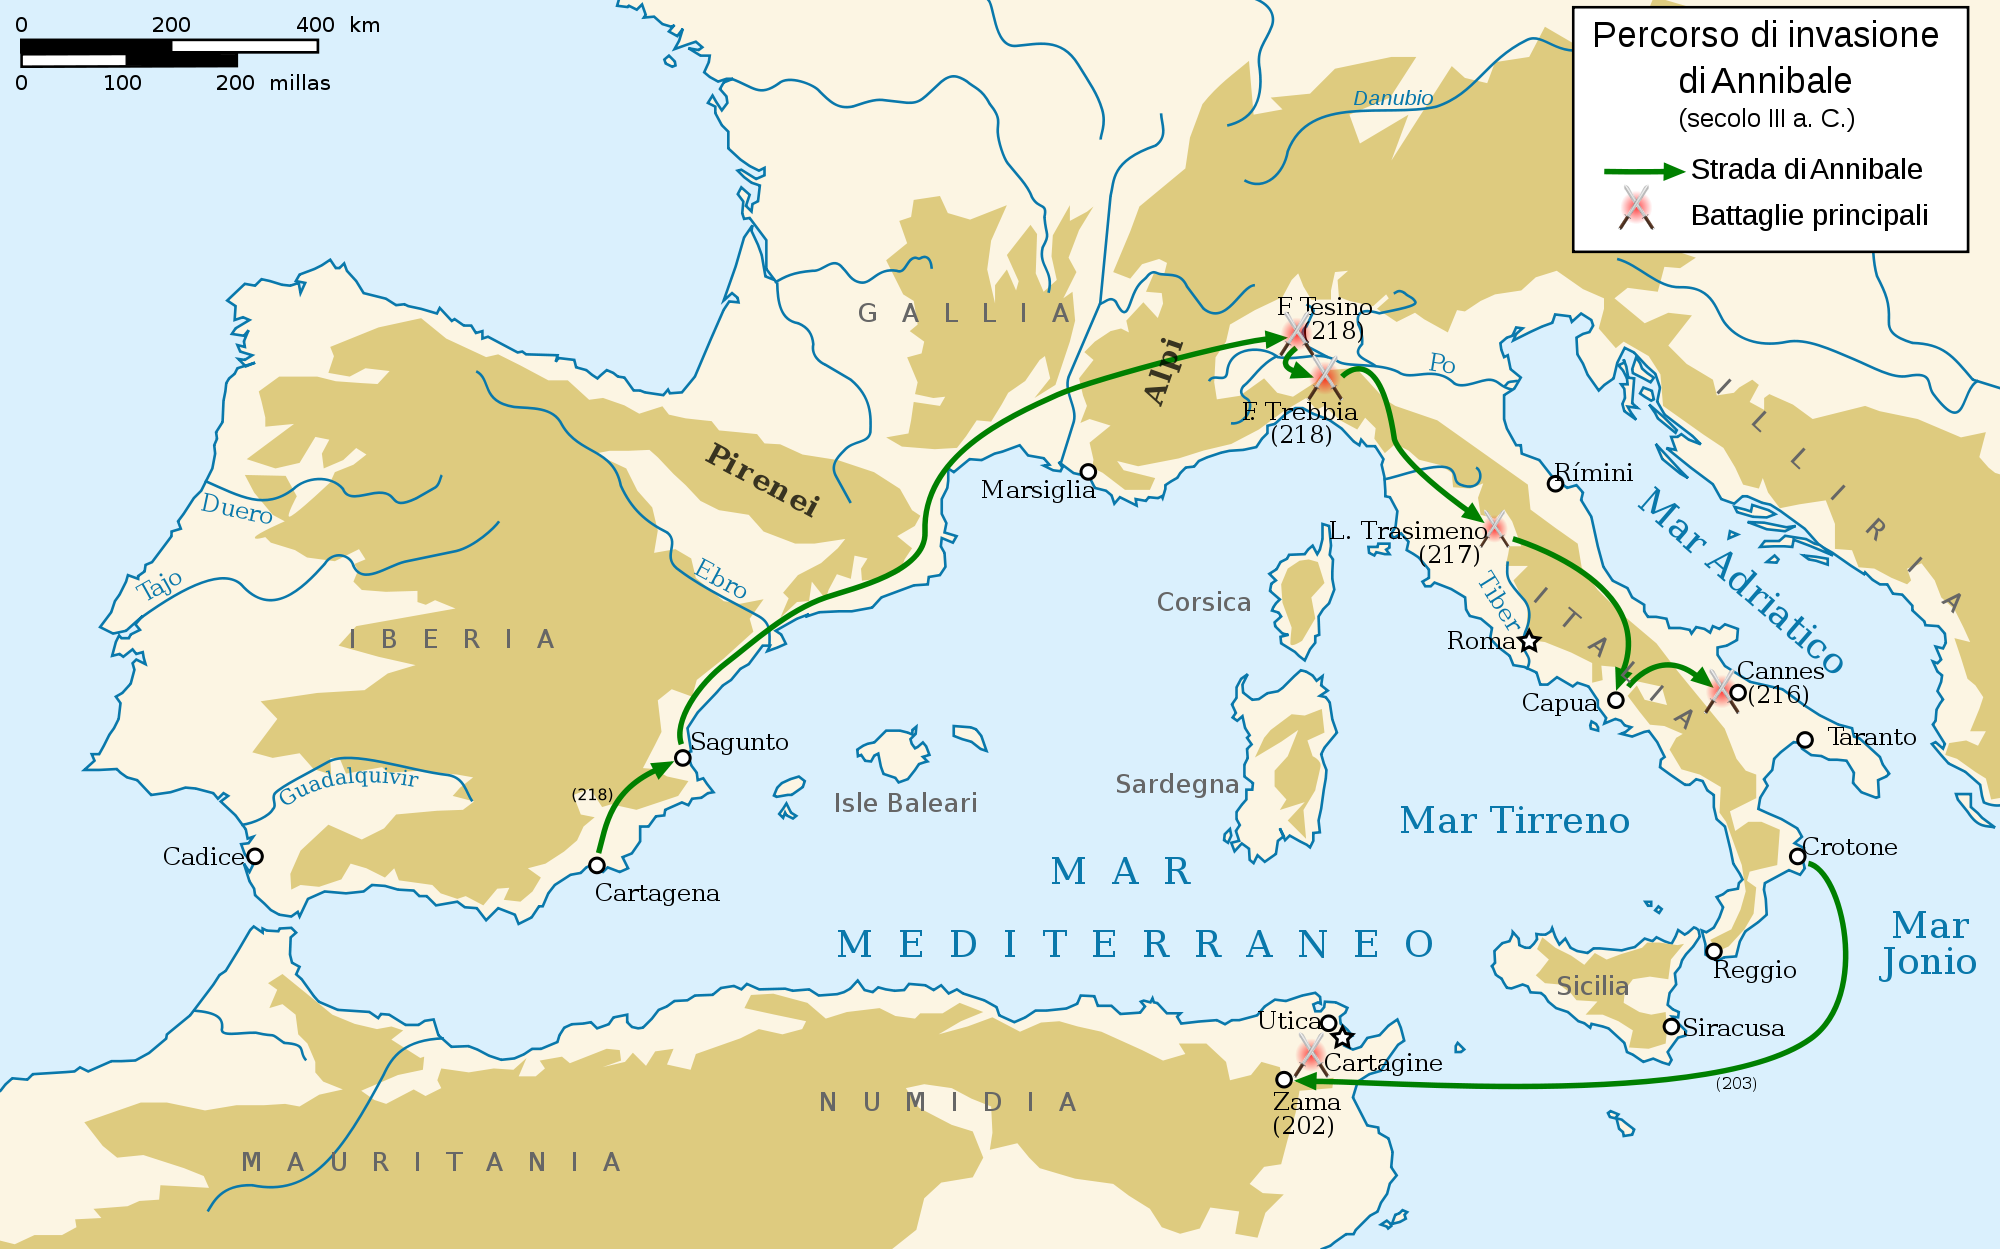 0 200 400 km
0 100 200 millas
Percorso di invasione
di Annibale
(secolo III a. C.)
Strada di Annibale
Battaglie principali
Danubio
GALLIA
Alpi
F Tesino
(218)
Po
F. Trebbia
(218)
ILLIRIA
Pirenei
Marsiglia
Rímini
Duero
Tajo
Ebro
L. Trasimeno
(217)
Mar Adriatico
Corsica
Tiber
ITALIA
IBERIA
Roma
Cannes
(216)
Capua
Sagunto
Taranto
Guadalquivir
(218)
Isle Baleari
Sardegna
Mar Tirreno
Cadice
Cartagena
MAR
MEDITERRANEO
Crotone
Mar
Jonio
Reggio
Sicilia
Siracusa
Utica
Cartagine
(203)
Zama
(202)
NUMIDIA
MAURITANIA